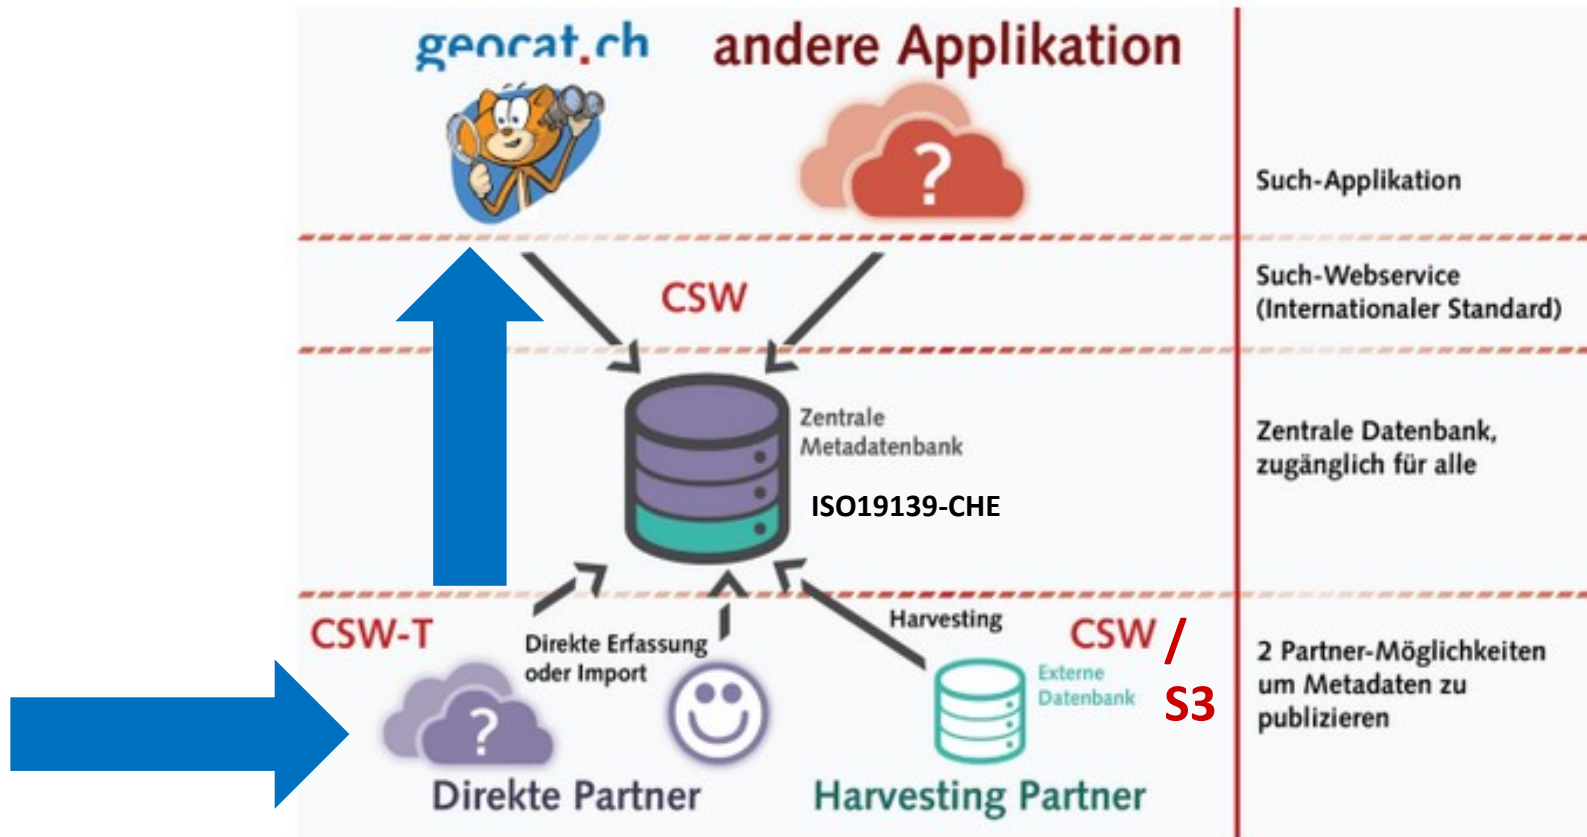 geocat.ch
andere Applikation
?
Such-Applikation
CSW
Such-Webservice
(Internationaler Standard)
Zentrale
Metadatenbank
ISO19139-CHE
Zentrale Datenbank,
zugänglich für alle
CSW-T
Direkte Erfassung
oder Import
?
Direkte Partner
Harvesting
CSW /
S3
Externe
Datenbank
Harvesting Partner
2 Partner-Möglichkeiten
um Metadaten zu
publizieren